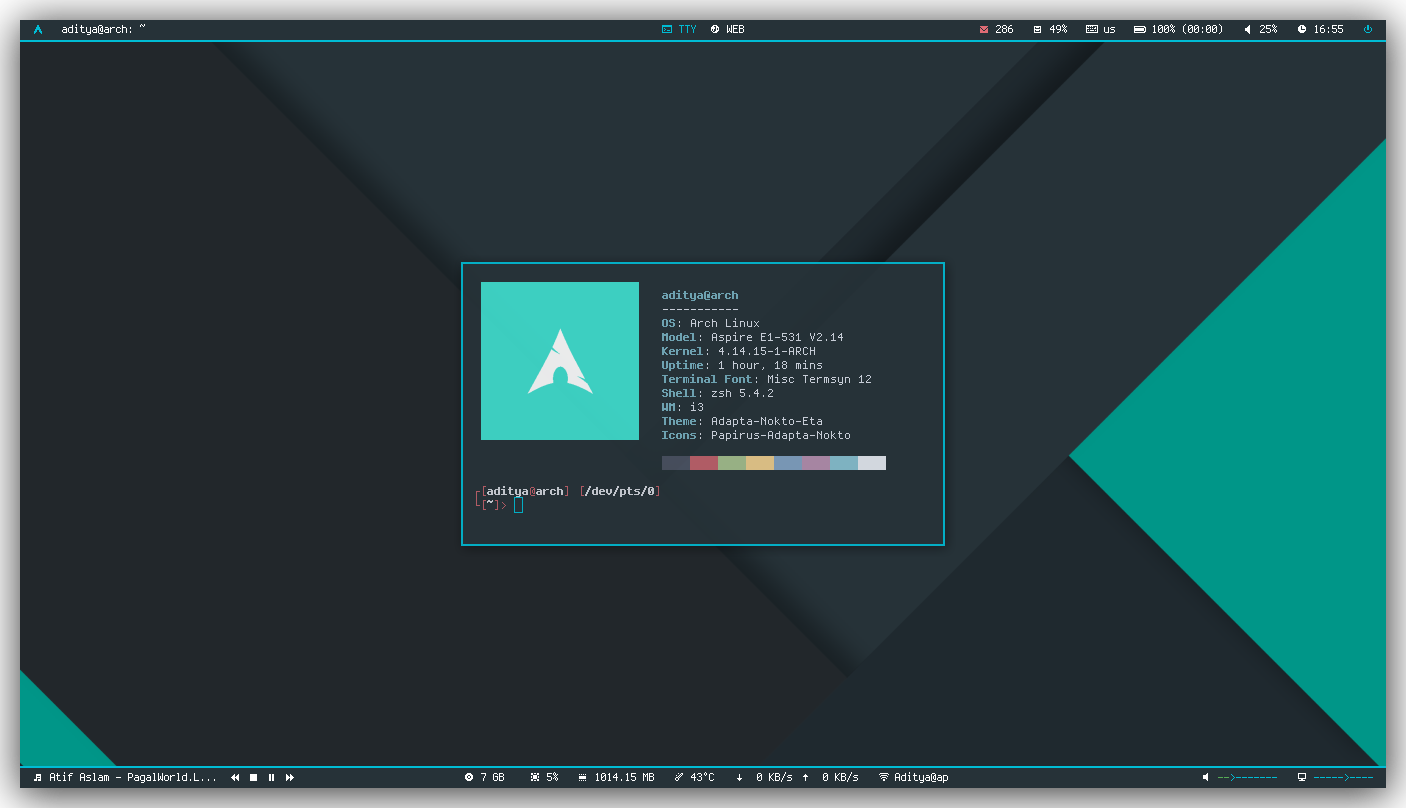 aditya@arch: ~ TTY WEB 286 49% us 100% (00:00) 25% 16:55
aditya@arch
-----------
OS: Arch Linux
Model: Aspire E1-531 V2.14
Kernel: 4.14.15-1-ARCH
Uptime: 1 hour, 18 mins
Terminal Font: Misc Termsyn 12
Shell: zsh 5.4.2
WM: i3
Theme: Adapta-Nokto-Eta
Icons: Papirus-Adapta-Nokto
┌[aditya@arch] [/dev/pts/0]
└[~]>
Atif Aslam - PagalWorld.L... 7 GB 5% 1014.15 MB 43°C ↓ 0 KB/s ↑ 0 KB/s Aditya@ap -->------- ----->----